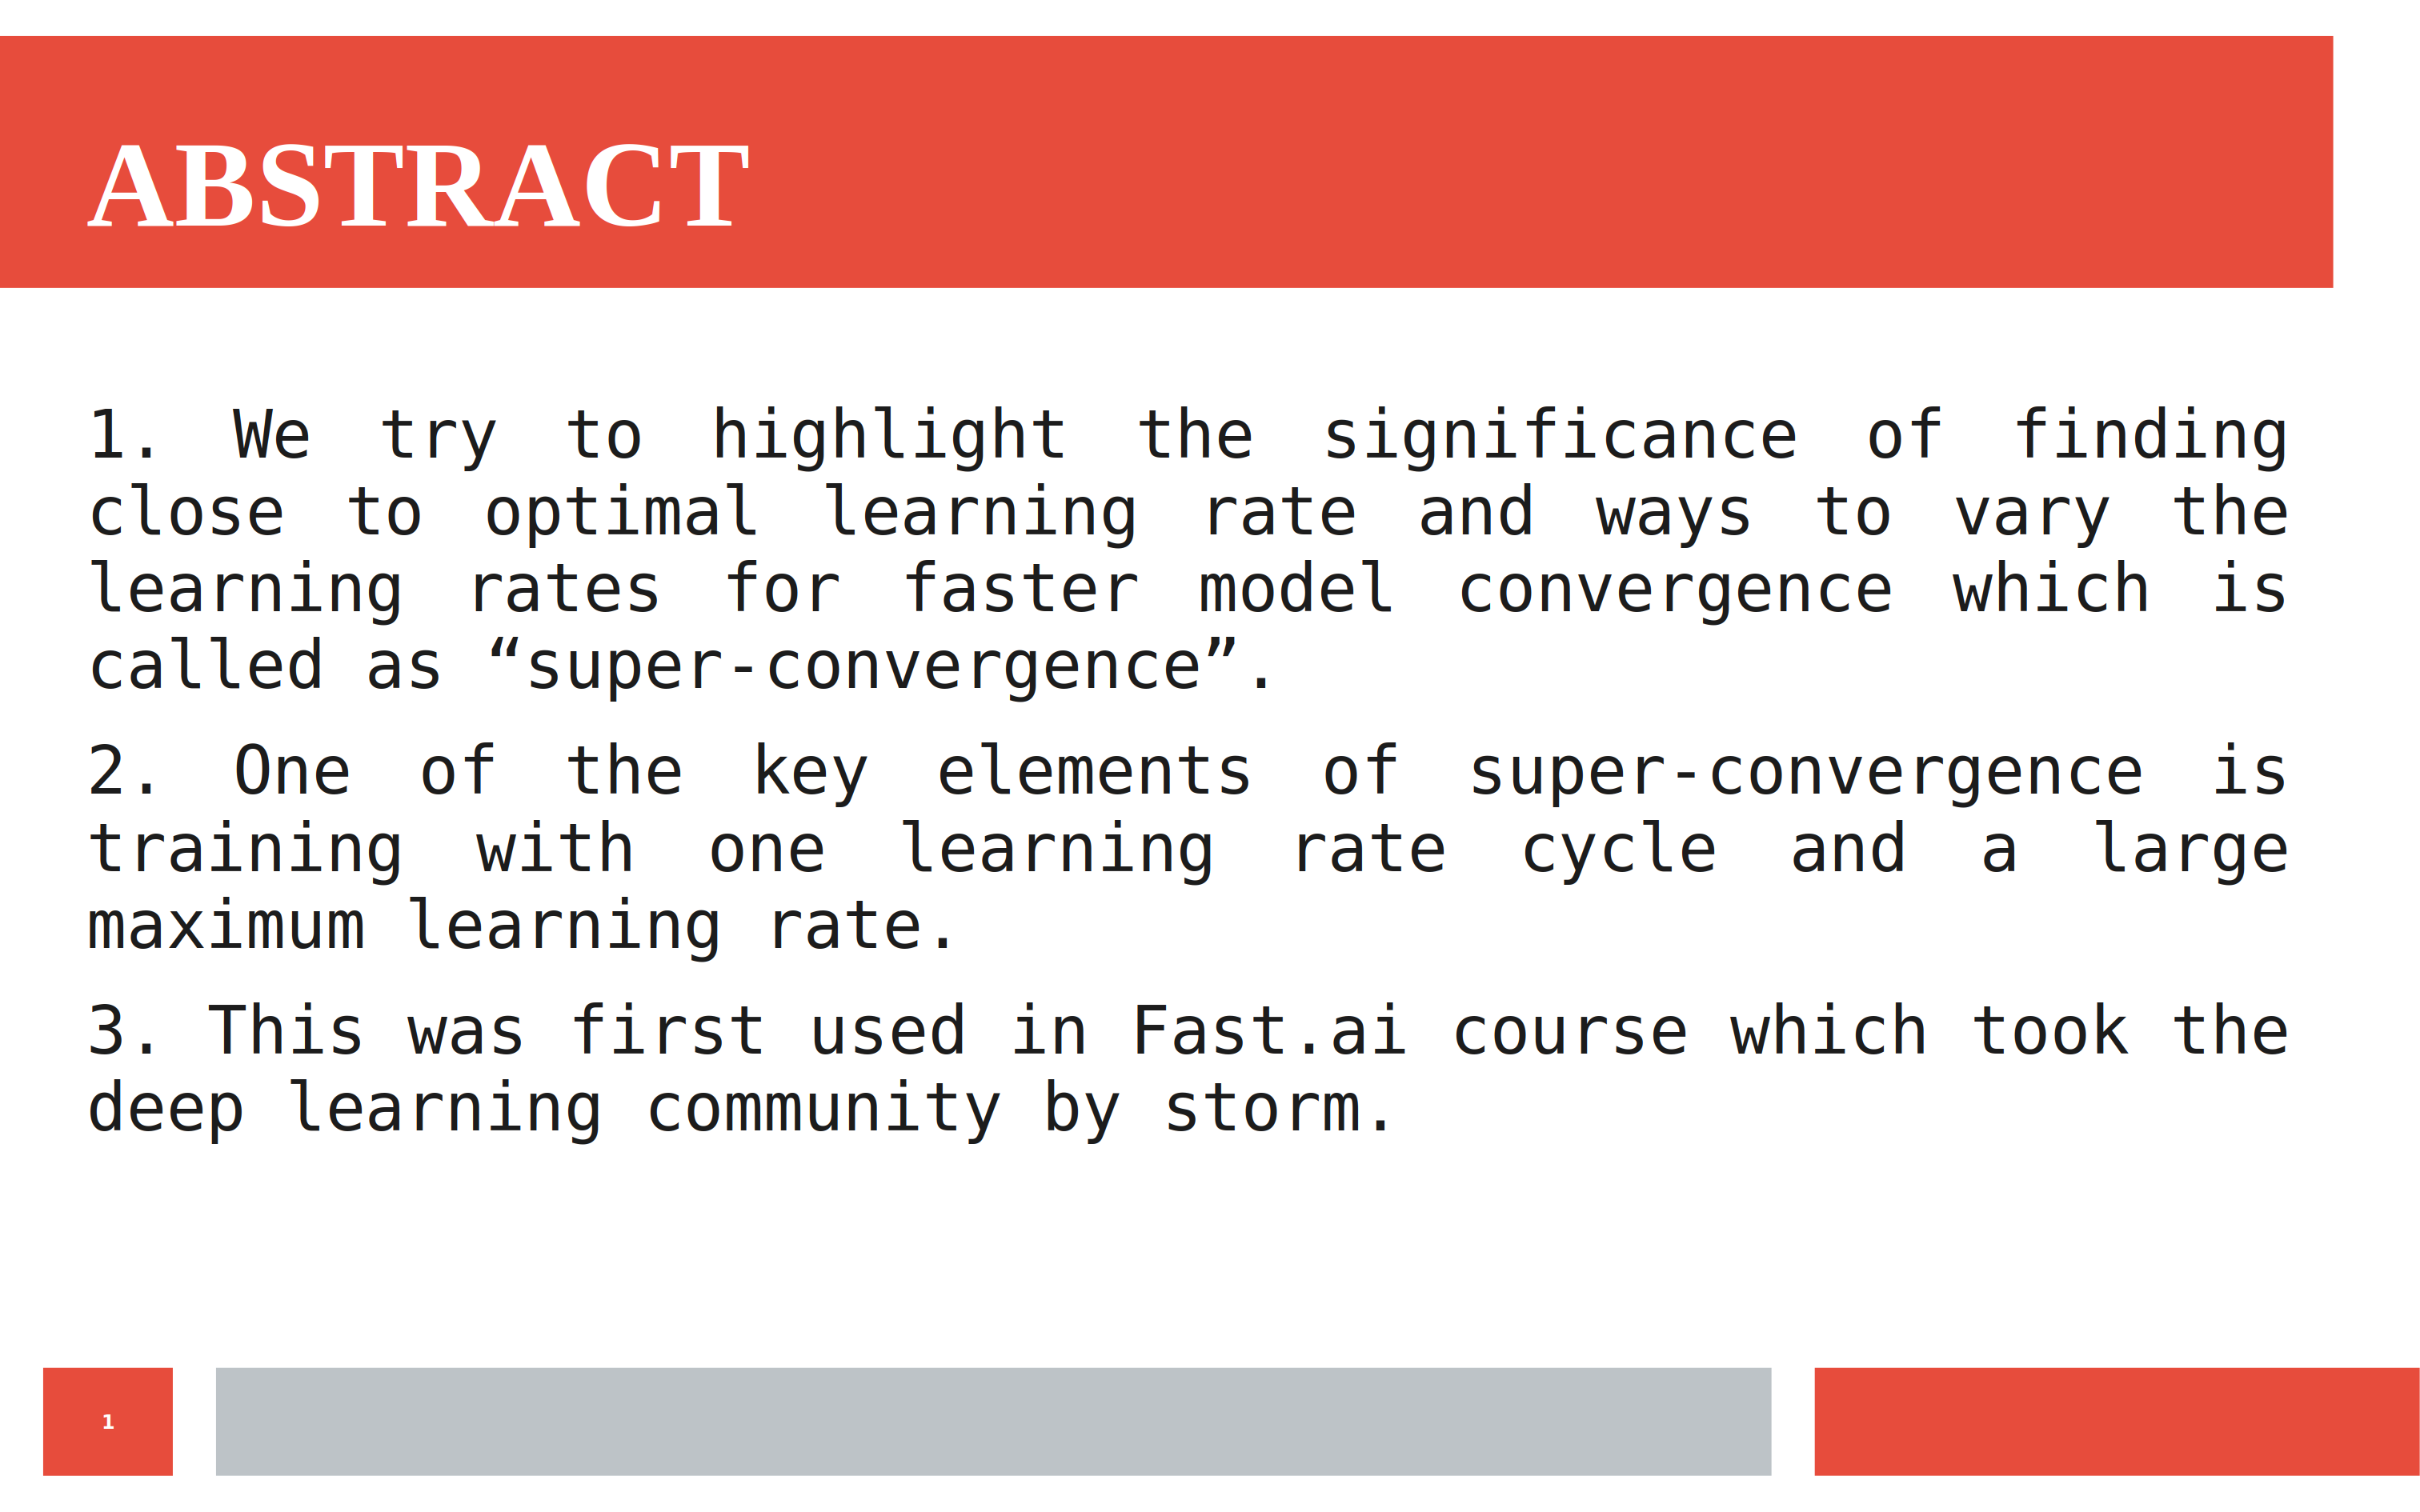 ABSTRACT
1. We try to highlight the significance of finding
close to optimal learning rate and ways to vary the
learning rates for faster model convergence which is
called as “super-convergence”.
2. One of the key elements of super-convergence is
training with one learning rate cycle and a large
maximum learning rate.
3. This was first used in Fast.ai course which took the
deep learning community by storm.
1